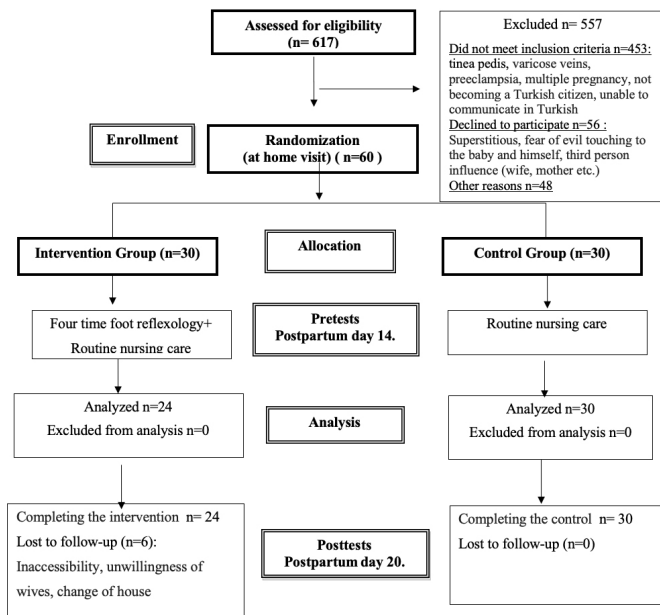 Assessed for eligibility
(n= 617)
Excluded n= 557
Did not meet inclusion criteria n=453:
tinea pedis, varicose veins,
preeclampsia, multiple pregnancy, not
becoming a Turkish citizen, unable to
communicate in Turkish
Declined to participate n=56 :
Superstitious, fear of evil touching to
the baby and himself, third person
influence (wife, mother etc.)
Other reasons n=48
Enrollment
Randomization
(at home visit) ( n=60 )
Intervention Group (n=30)
Allocation
Control Group (n=30)
Four time foot reflexology+
Routine nursing care
Pretests
Postpartum day 14.
Routine nursing care
Analyzed n=24
Excluded from analysis n=0
Analysis
Analyzed n=30
Excluded from analysis n=0
Completing the intervention n= 24
Lost to follow-up (n=6):
Inaccessibility, unwillingness of
wives, change of house
Posttests
Postpartum day 20.
Completing the control n= 30
Lost to follow-up (n=0)